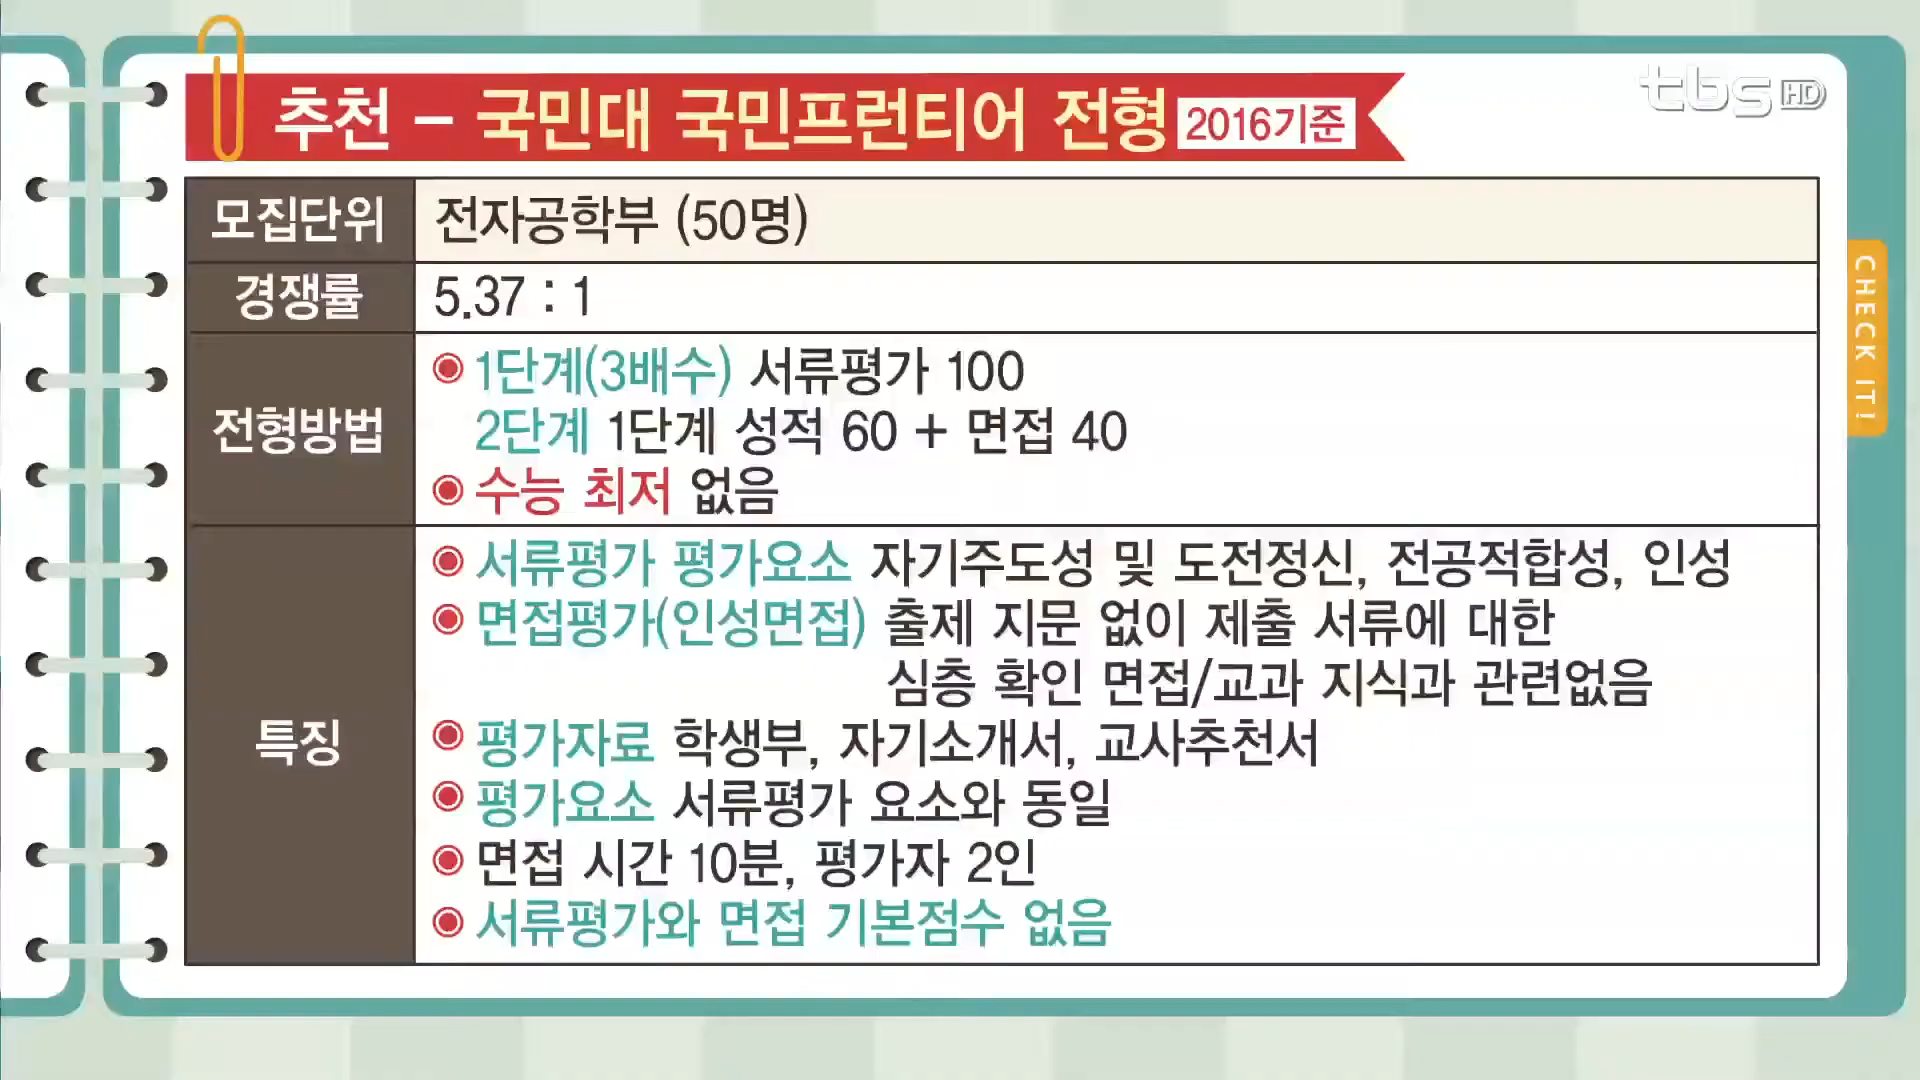 추천 - 국민대 국민프런티어 전형 2016기준
tbs HD
모집단위 전자공학부 (50명)
경쟁률 5.37 : 1
전형방법
◉ 1단계(3배수) 서류평가 100
2단계 1단계 성적 60 + 면접 40
◉ 수능 최저 없음
특징
◉ 서류평가 평가요소 자기주도성 및 도전정신, 전공적합성, 인성
◉ 면접평가(인성면접) 출제 지문 없이 제출 서류에 대한
심층 확인 면접/교과 지식과 관련없음
◉ 평가자료 학생부, 자기소개서, 교사추천서
◉ 평가요소 서류평가 요소와 동일
◉ 면접 시간 10분, 평가자 2인
◉ 서류평가와 면접 기본점수 없음
CHECK IT!